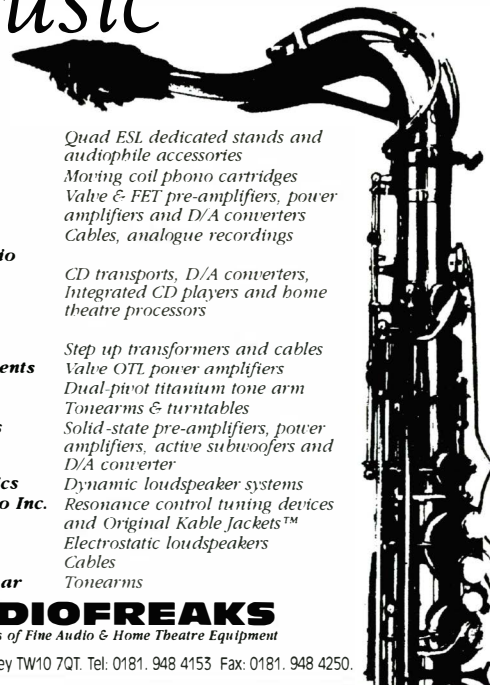 usic
Quad ESL dedicated stands and
audiophile accessories
Moving coil phono cartridges
Valve & FET pre-amplifiers, power
amplifiers and D/A converters
Cables, analogue recordings
io
CD transports, D/A converters,
Integrated CD players and home
theatre processors
Step up transformers and cables
ents Valve OTL power amplifiers
Dual-pivot titanium tone arm
Tonearms & turntables
s Solid-state pre-amplifiers, power
amplifiers, active subwoofers and
D/A converter
ics Dynamic loudspeaker systems
o Inc. Resonance control tuning devices
and Original Kable Jackets™
Electrostatic loudspeakers
Cables
ar Tonearms
DIOFREAKS
s of Fine Audio & Home Theatre Equipment
ey TW10 7QT. Tel: 0181. 948 4153 Fax: 0181. 948 4250.